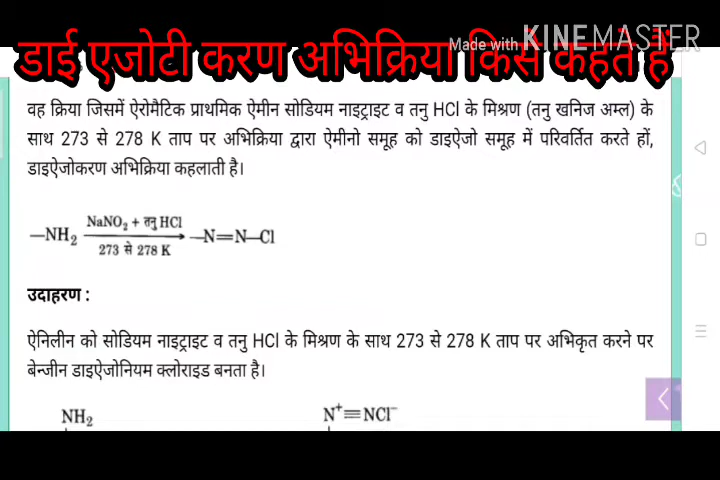 डाई एजोटी करण अभिक्रिया किसे कहते हैं
Made with KINEMASTER
वह क्रिया जिसमें ऐरोमैटिक प्राथमिक ऐमीन सोडियम नाइट्राइट व तनु HCl के मिश्रण (तनु खनिज अम्ल) के
साथ 273 से 278 K ताप पर अभिक्रिया द्वारा ऐमीनो समूह को डाइऐजो समूह में परिवर्तित करते हों,
डाइऐजोकरण अभिक्रिया कहलाती है।
NaNO₂ + तनु HCl
—NH₂ ⟶ —N=N—Cl
273 से 278 K
उदाहरण :
ऐनिलीन को सोडियम नाइट्राइट व तनु HCl के मिश्रण के साथ 273 से 278 K ताप पर अभिकृत करने पर
बेन्जीन डाइऐजोनियम क्लोराइड बनता है।
NH₂ N⁺≡NCl⁻